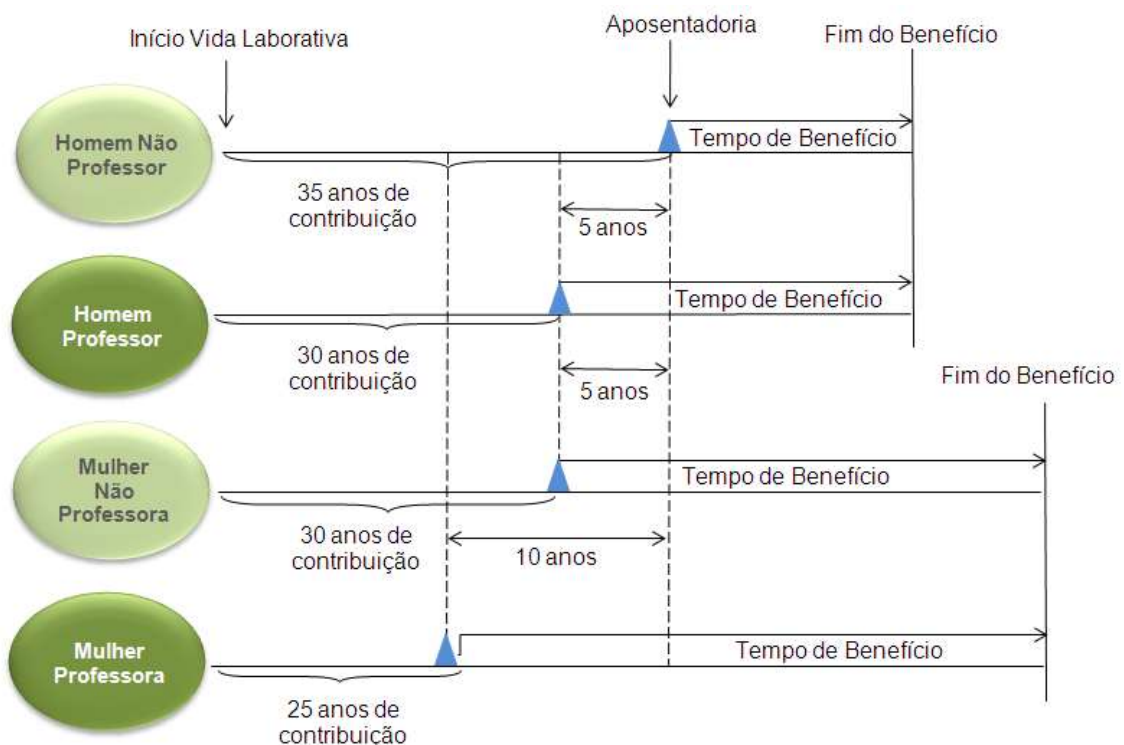 Início Vida Laborativa
Aposentadoria
Fim do Benefício
Homem Não
Professor
Tempo de Benefício
35 anos de
contribuição
5 anos
Homem
Professor
Tempo de Benefício
30 anos de
contribuição
5 anos
Fim do Benefício
Mulher
Não
Professora
Tempo de Benefício
30 anos de
contribuição
10 anos
Mulher
Professora
Tempo de Benefício
25 anos de
contribuição